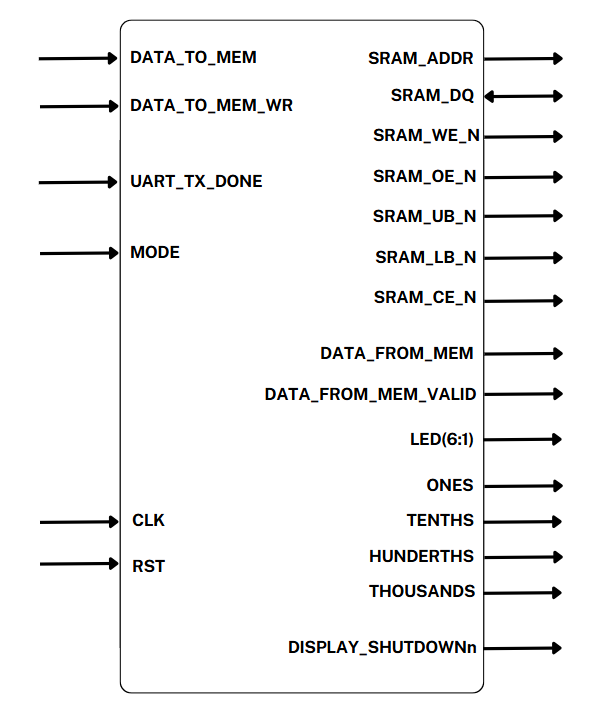 DATA_TO_MEM
DATA_TO_MEM_WR
UART_TX_DONE
MODE
CLK
RST
SRAM_ADDR
SRAM_DQ
SRAM_WE_N
SRAM_OE_N
SRAM_UB_N
SRAM_LB_N
SRAM_CE_N
DATA_FROM_MEM
DATA_FROM_MEM_VALID
LED(6:1)
ONES
TENTHS
HUNDERTHS
THOUSANDS
DISPLAY_SHUTDOWNn